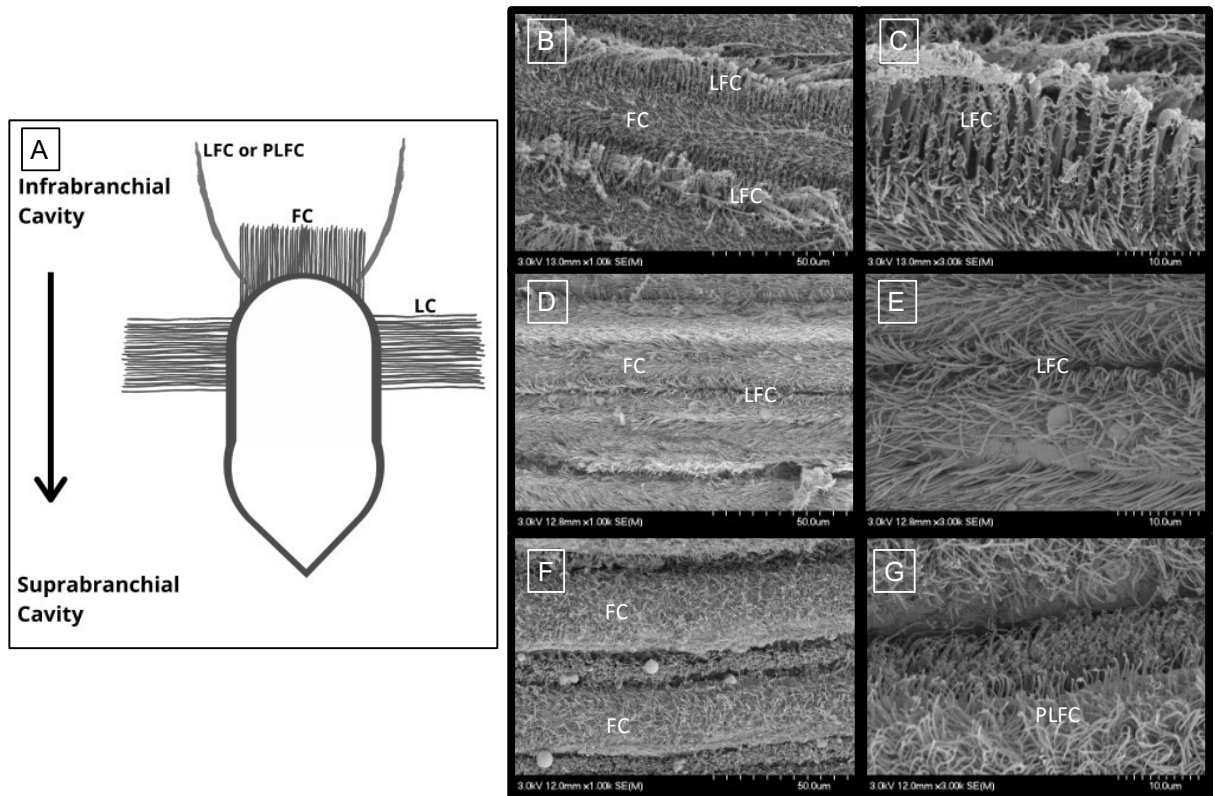 A
Infrabranchial
Cavity
LFC or PLFC
FC
LC
Suprabranchial
Cavity
B
LFC
FC
LFC
3.0kV 13.0mm x1.00k SE(M)
50.0um
C
LFC
3.0kV 13.0mm x3.00k SE(M)
10.0um
D
FC
LFC
3.0kV 12.8mm x1.00k SE(M)
50.0um
E
LFC
3.0kV 12.8mm x3.00k SE(M)
10.0um
F
FC
FC
3.0kV 12.0mm x1.00k SE(M)
50.0um
G
PLFC
3.0kV 12.0mm x3.00k SE(M)
10.0um